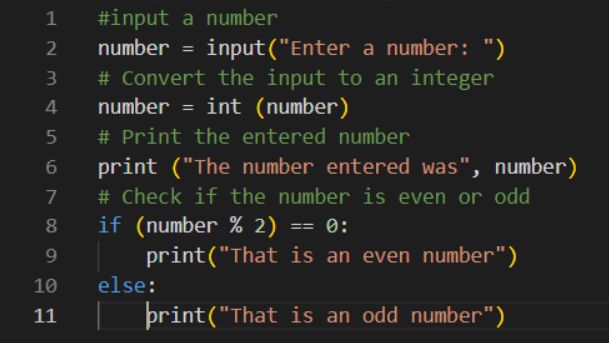 1 #input a number
2 number = input("Enter a number: ")
3 # Convert the input to an integer
4 number = int (number)
5 # Print the entered number
6 print ("The number entered was", number)
7 # Check if the number is even or odd
8 if (number % 2) == 0:
9     print("That is an even number")
10 else:
11     print("That is an odd number")